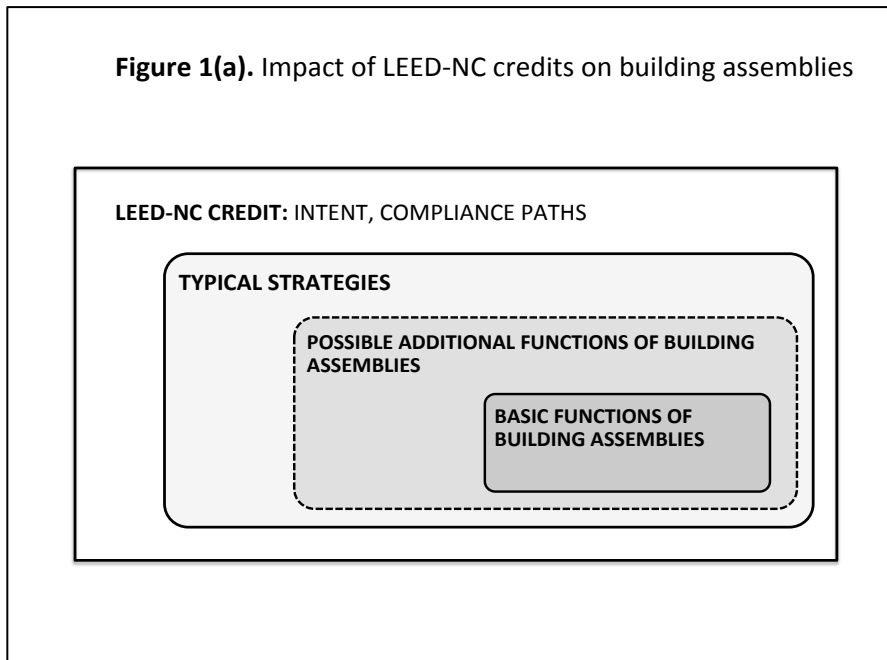 Figure 1(a). Impact of LEED-NC credits on building assemblies
LEED-NC CREDIT: INTENT, COMPLIANCE PATHS
TYPICAL STRATEGIES
POSSIBLE ADDITIONAL FUNCTIONS OF BUILDING
ASSEMBLIES
BASIC FUNCTIONS OF
BUILDING ASSEMBLIES